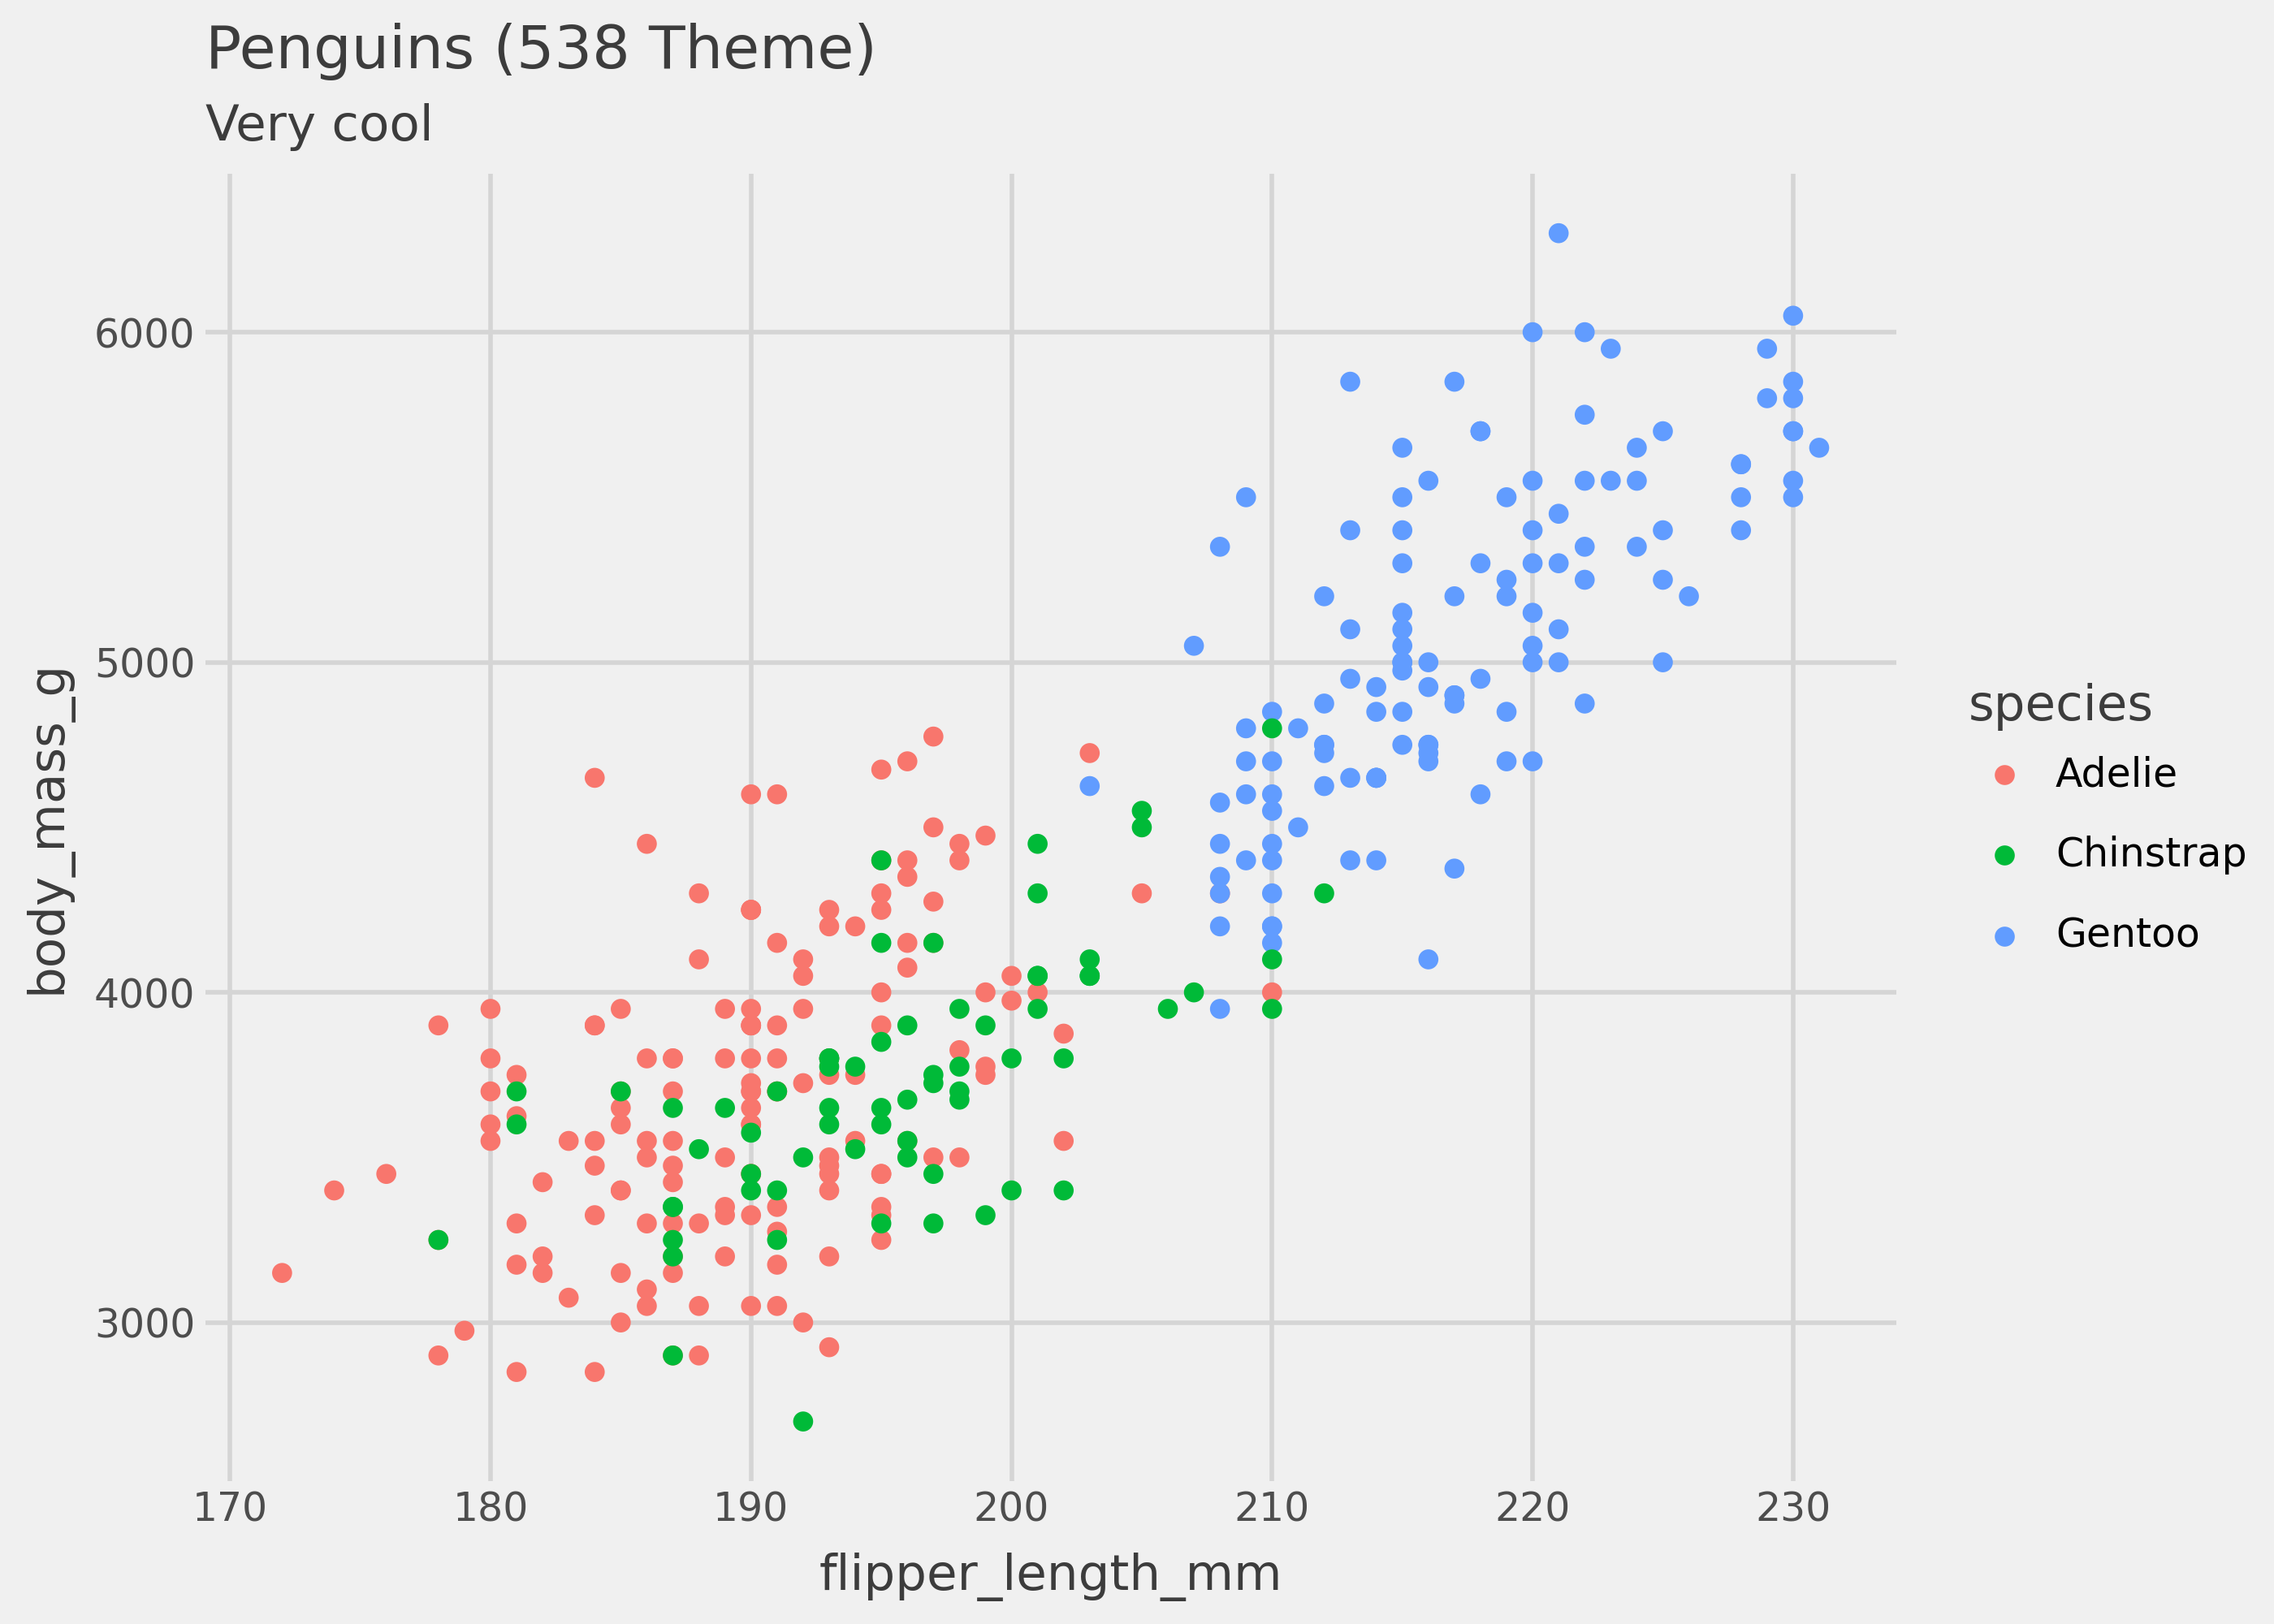 Penguins (538 Theme)
Very cool
body_mass_g
6000
5000
4000
3000
170 180 190 200 210 220 230
flipper_length_mm
species
Adelie
Chinstrap
Gentoo